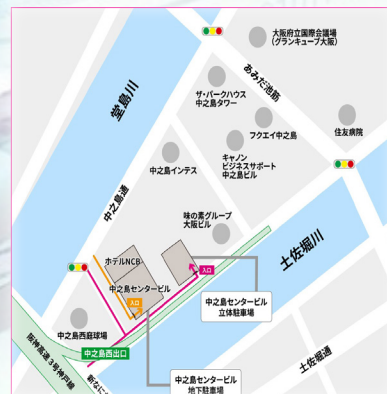 大阪府立国際会議場
(グランキューブ大阪)
堂島川
あみだ池筋
ザ・パークハウス
中之島タワー
フクエイ中之島
住友病院
キャノン
ビジネスサポート
中之島ビル
中之島インテス
中之島通
味の素グループ
大阪ビル
土佐堀川
ホテルNCB
入口
中之島センタービル
入口
中之島センタービル
立体駐車場
中之島西庭球場
中之島西出口
土佐堀通
阪神高速3号神戸線
新なに
中之島センタービル
地下駐車場